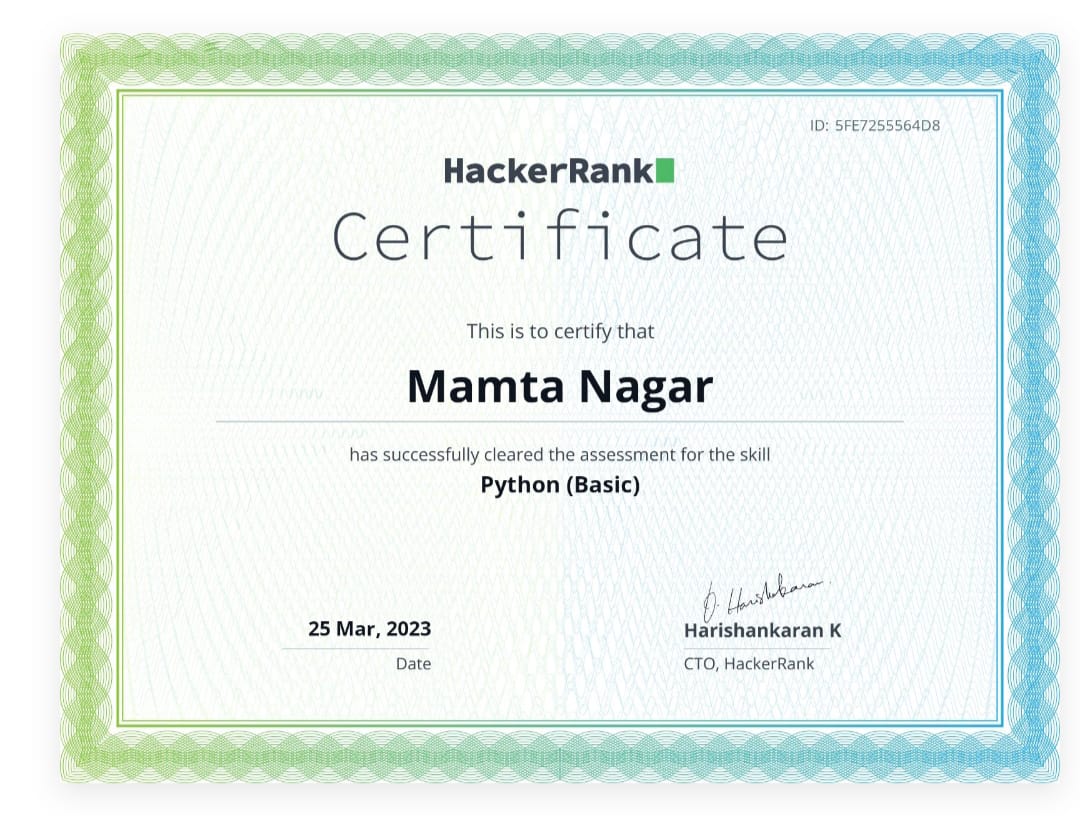 ID: 5FE7255564D8
HackerRank
Certificate
This is to certify that
Mamta Nagar
has successfully cleared the assessment for the skill
Python (Basic)
25 Mar, 2023
Date
Harishankaran K
CTO, HackerRank